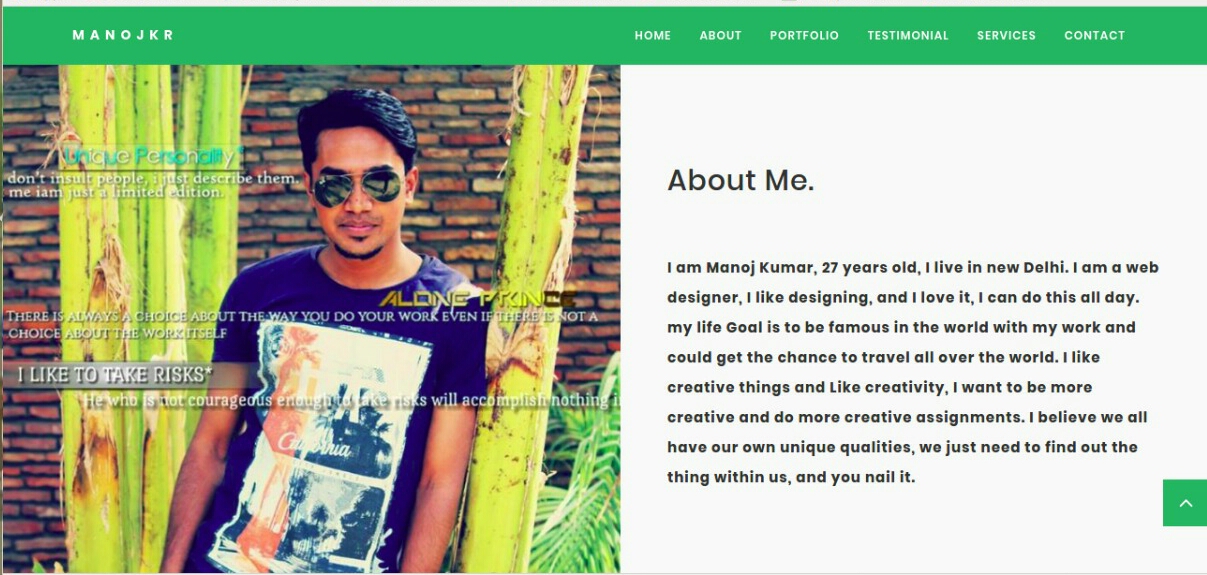 MANOJKR
HOME ABOUT PORTFOLIO TESTIMONIAL SERVICES CONTACT
Unique Personality*
don't insult people, i just describe them.
me iam just a limited edition.
ALONE PRINCE
THERE IS ALWAYS A CHOICE ABOUT THE WAY YOU DO YOUR WORK EVEN IF THERE IS NOT A
CHOICE ABOUT THE WORK ITSELF
I LIKE TO TAKE RISKS*
He who is not courageous enough to take risks will accomplish nothing
California
About Me.
I am Manoj Kumar, 27 years old, I live in new Delhi. I am a web
designer, I like designing, and I love it, I can do this all day.
my life Goal is to be famous in the world with my work and
could get the chance to travel all over the world. I like
creative things and Like creativity, I want to be more
creative and do more creative assignments. I believe we all
have our own unique qualities, we just need to find out the
thing within us, and you nail it.